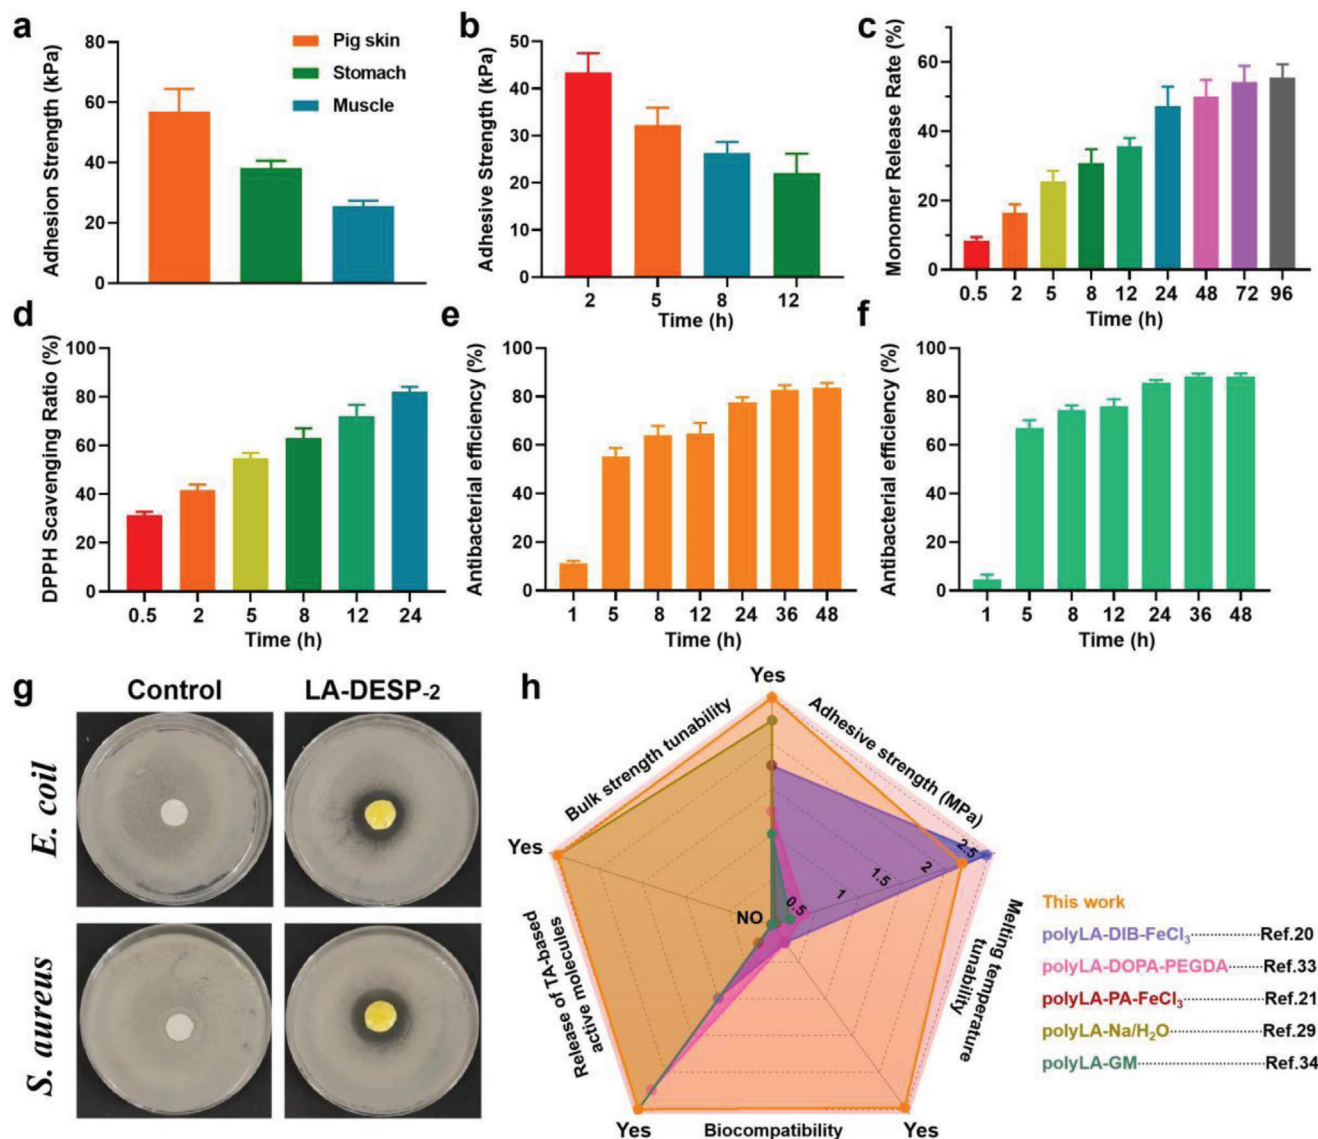 a
Adhesion Strength (kPa)
80
60
40
20
0
Pig skin
Stomach
Muscle
b
Adhesive Strength (kPa)
50
40
30
20
10
0
2 5 8 12
Time (h)
c
Monomer Release Rate (%)
60
40
20
0
0.5 2 5 8 12 24 48 72 96
Time (h)
d
DPPH Scavenging Ratio (%)
100
80
60
40
20
0
0.5 2 5 8 12 24
Time (h)
e
Antibacterial efficiency (%)
100
80
60
40
20
0
1 5 8 12 24 36 48
Time (h)
f
Antibacterial efficiency (%)
100
80
60
40
20
0
1 5 8 12 24 36 48
Time (h)
g
Control LA-DESP-2
E. coil
S. aureus
h
Yes
Bulk strength tunability
Adhesive strength (MPa)
Yes
NO
0.5
1
1.5
2
2.5
Release of TA-based
active molecules
Melting temperature
tunability
Yes
Biocompatibility
Yes
This work
polyLA-DIB-FeCl₃··············Ref.20
polyLA-DOPA-PEGDA·······Ref.33
polyLA-PA-FeCl₃···············Ref.21
polyLA-Na/H₂O·················Ref.29
polyLA-GM························Ref.34